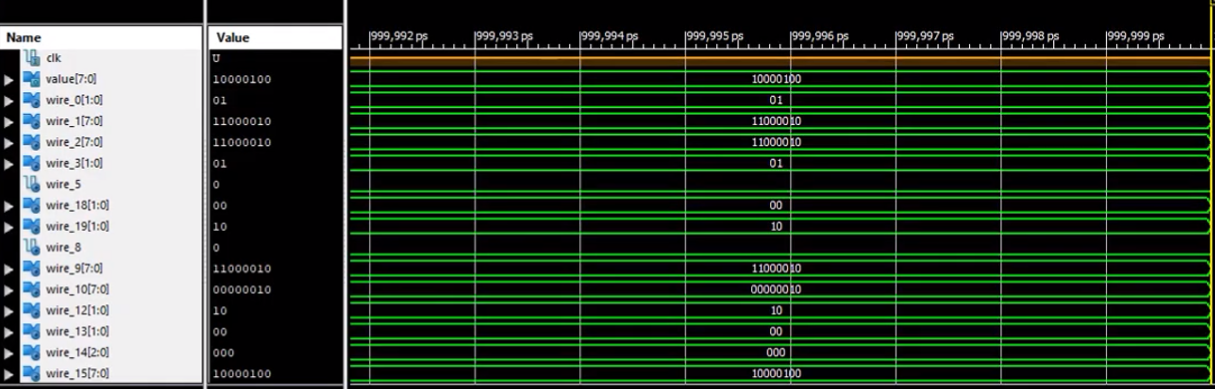 Name Value 999,992 ps 999,993 ps 999,994 ps 999,995 ps 999,996 ps 999,997 ps 999,998 ps 999,999 ps
clk U
value[7:0] 10000100 10000100
wire_0[1:0] 01 01
wire_1[7:0] 11000010 11000010
wire_2[7:0] 11000010 11000010
wire_3[1:0] 01 01
wire_5 0
wire_18[1:0] 00 00
wire_19[1:0] 10 10
wire_8 0
wire_9[7:0] 11000010 11000010
wire_10[7:0] 00000010 00000010
wire_12[1:0] 10 10
wire_13[1:0] 00 00
wire_14[2:0] 000 000
wire_15[7:0] 10000100 10000100